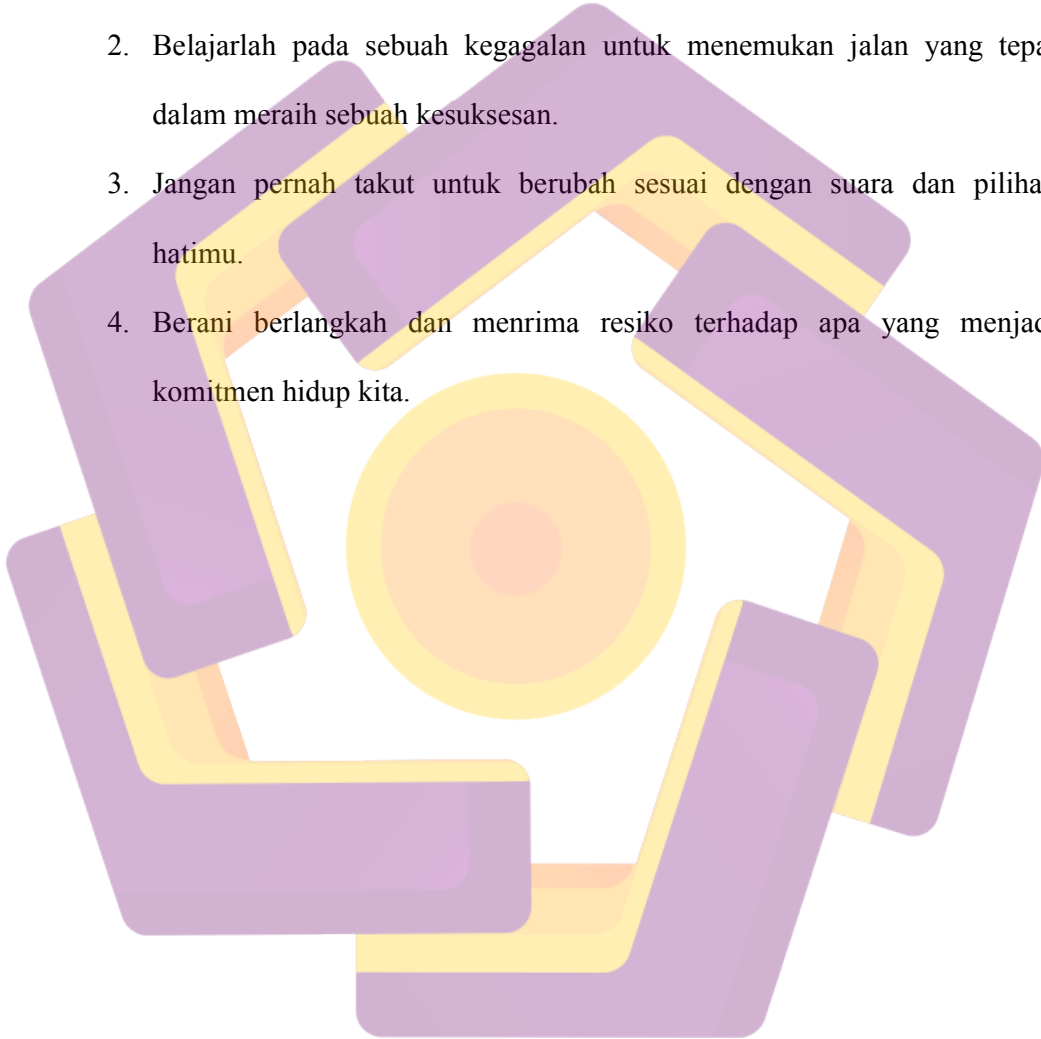 2. Belajarlah pada sebuah kegagalan untuk menemukan jalan yang tepa
dalam meraih sebuah kesuksesan.
3. Jangan pernah takut untuk berubah sesuai dengan suara dan piliha
hatimu.
4. Berani berlangkah dan menrima resiko terhadap apa yang menjad
komitmen hidup kita.